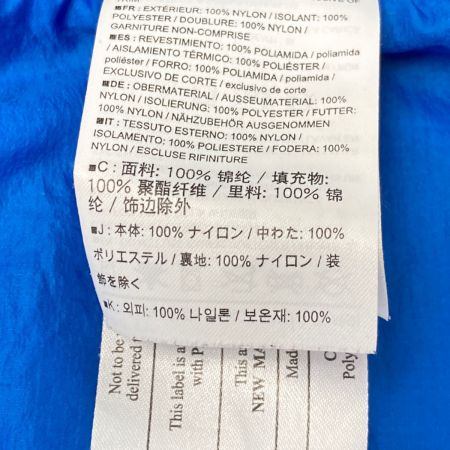 ■FR: EXTÉRIEUR: 100% NYLON / ISOLANT: 100%
POLYESTER / DOUBLURE: 100% NYLON /
GARNITURE NON-COMPRISE
■ES: REVESTIMIENTO: 100% POLIAMIDA / poliamida
/ AISLAMIENTO TÉRMICO: 100% POLIÉSTER /
poliéster / FORRO: 100% POLIAMIDA / poliamida /
EXCLUSIVO DE CORTE / exclusivo de corte
■DE: OBERMATERIAL / AUSSEUMATERIAL: 100%
NYLON / ISOLIERUNG: 100% POLYESTER / FUTTER:
100% NYLON / NÄHZUBEHÖR AUSGENOMMEN
■IT: TESSUTO ESTERNO: 100% NYLON /
ISOLAMENTO: 100% POLIESTERE / FODERA: 100%
NYLON / ESCLUSE RIFINITURE
■C: 面料: 100% 锦纶 / 填充物:
100% 聚酯纤维 / 里料: 100% 锦
纶 / 饰边除外
■J: 本体: 100% ナイロン / 中わた: 100%
ポリエステル / 裏地: 100% ナイロン / 装
飾を除く
■K: 외피: 100% 나일론 / 보온재: 100%
Not to be
delivered
This label is a
with P
This a
NEW MA
Made
Poly